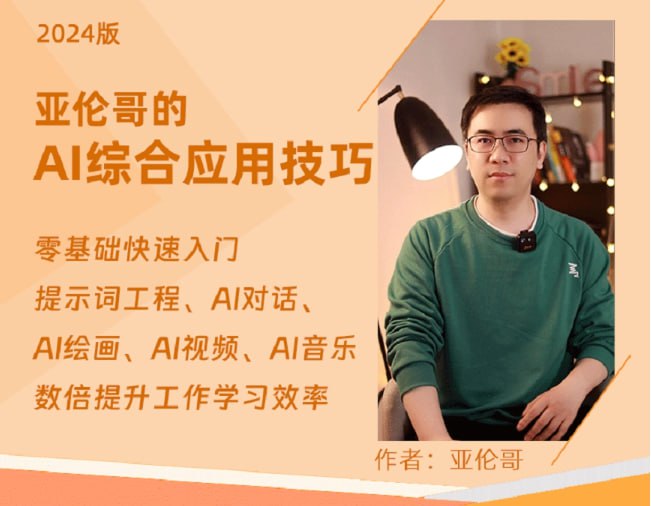 2024版
亚伦哥的
AI综合应用技巧
零基础快速入门
提示词工程、AI对话、
AI绘画、AI视频、AI音乐
数倍提升工作学习效率
Smile
作者：亚伦哥